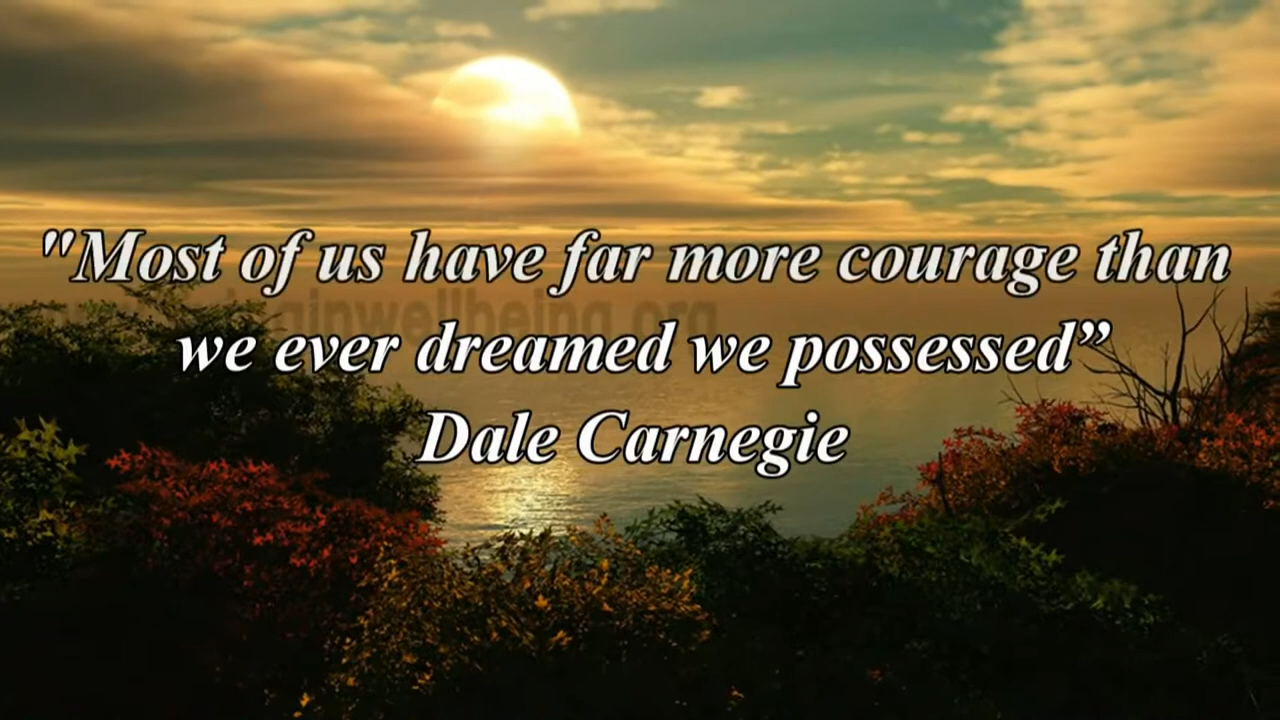 "Most of us have far more courage than
we ever dreamed we possessed”
Dale Carnegie